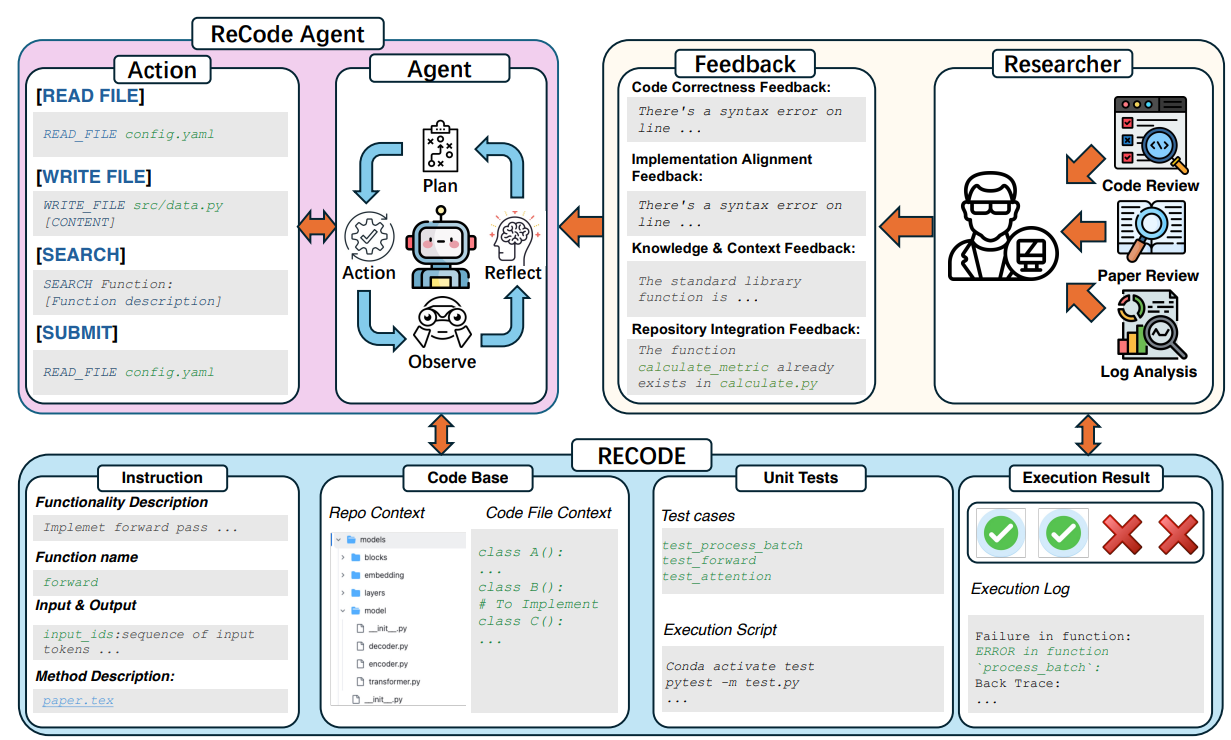 ReCode Agent
Action
[READ FILE]
READ_FILE config.yaml
[WRITE FILE]
WRITE_FILE src/data.py
[CONTENT]
[SEARCH]
SEARCH Function:
[Function description]
[SUBMIT]
READ_FILE config.yaml
Agent
Plan
Action
Reflect
Observe
Feedback
Code Correctness Feedback:
There's a syntax error on
line ...
Implementation Alignment
Feedback:
There's a syntax error on
line ...
Knowledge & Context Feedback:
The standard library
function is ...
Repository Integration Feedback:
The function
calculate_metric already
exists in calculate.py
Researcher
Code Review
Paper Review
Log Analysis
RECODE
Instruction
Functionality Description
Implemet forward pass ...
Function name
forward
Input & Output
input_ids:sequence of input
tokens ...
Method Description:
paper.tex
Code Base
Repo Context
models
blocks
embedding
layers
model
__init__.py
decoder.py
encoder.py
transformer.py
__init__.py
Code File Context
class A():
...
class B():
# To Implement
class C():
...
Unit Tests
Test cases
test_process_batch
test_forward
test_attention
Execution Script
Conda activate test
pytest -m test.py
...
Execution Result
Execution Log
Failure in function:
ERROR in function
`process_batch`:
Back Trace:
...